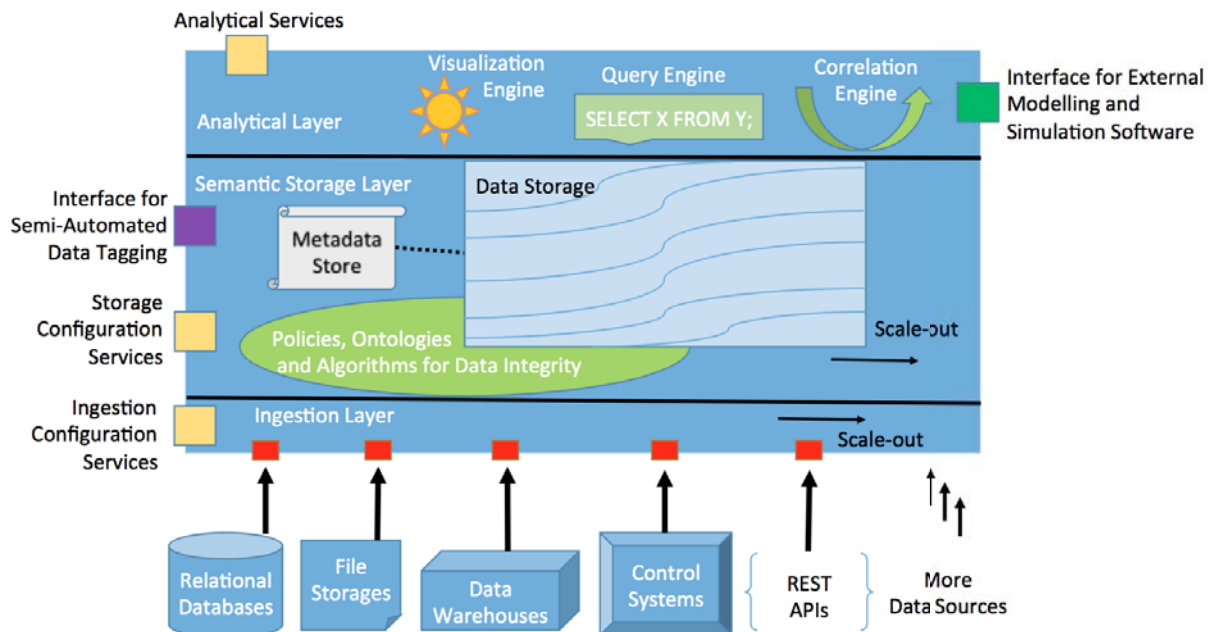 Analytical Services
Visualization
Engine
Query Engine
Correlation
Engine
Interface for External
Modelling and
Simulation Software
SELECT X FROM Y;
Analytical Layer
Semantic Storage Layer
Data Storage
Interface for
Semi-Automated
Data Tagging
Metadata
Store
Storage
Configuration
Services
Policies, Ontologies
and Algorithms for Data Integrity
Scale-out
Ingestion
Configuration
Services
Ingestion Layer
Scale-out
Relational
Databases
File
Storages
Data
Warehouses
Control
Systems
REST
APIs
More
Data Sources